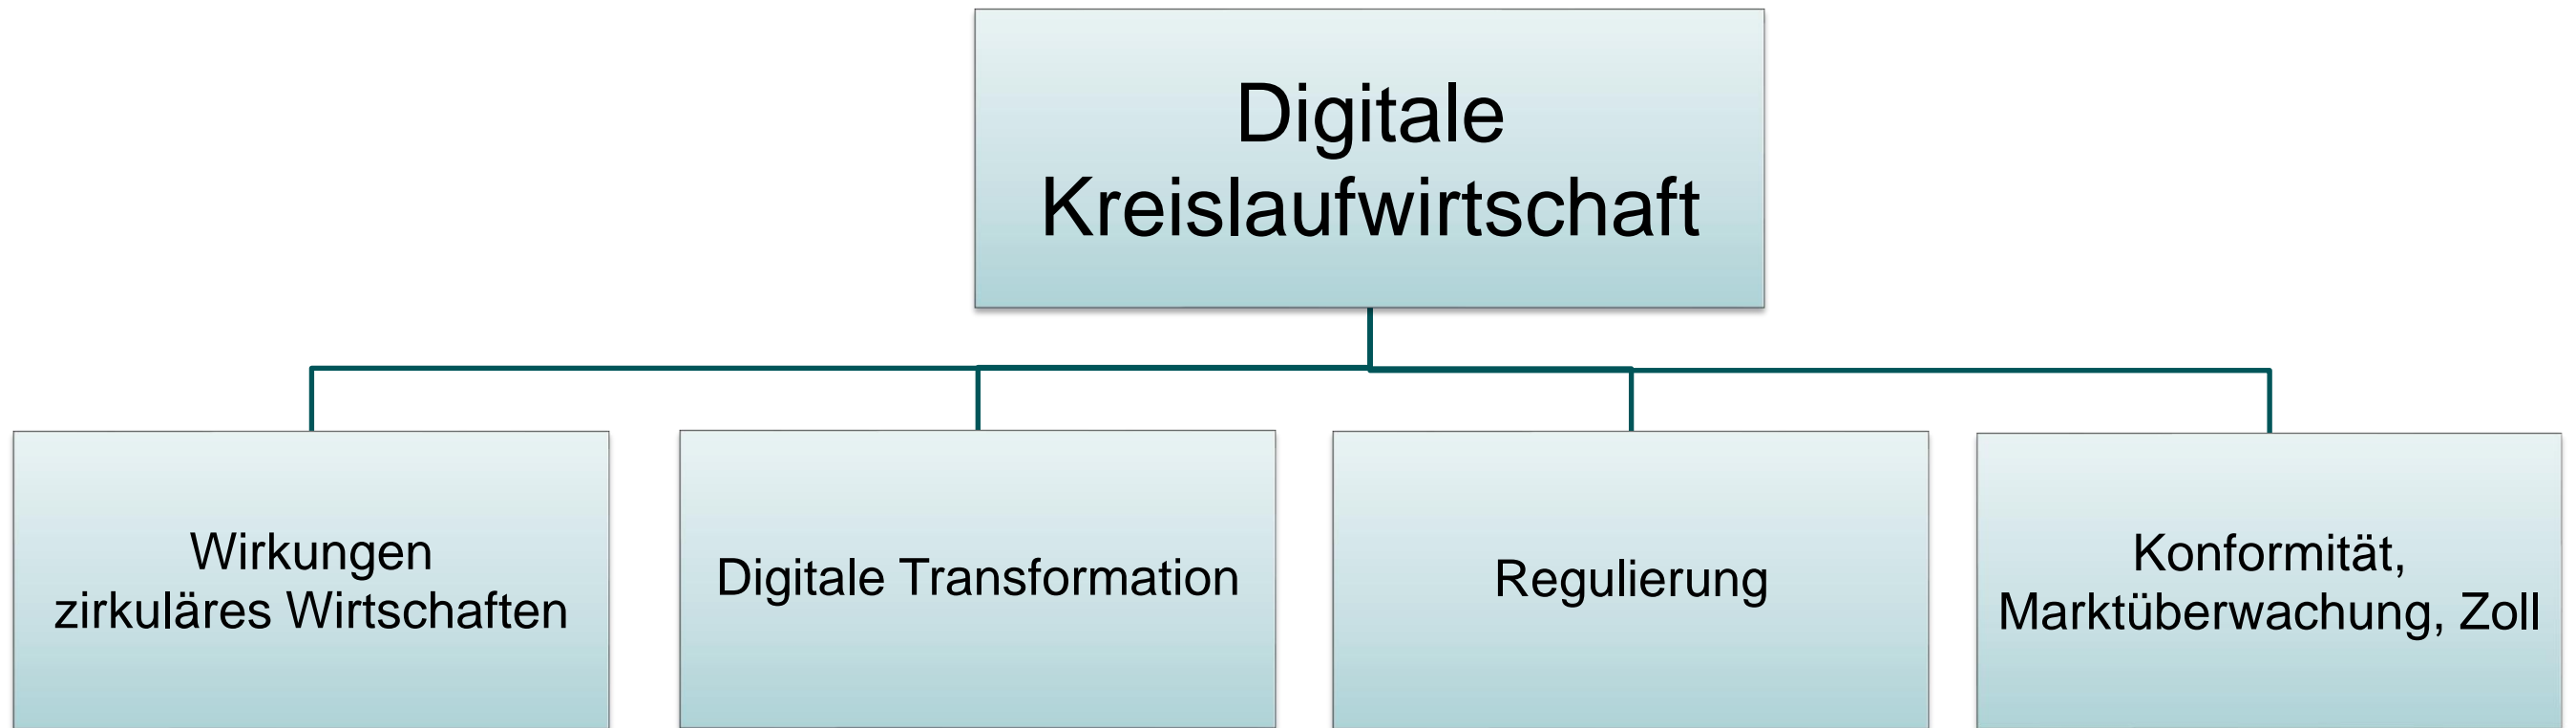 Digitale
Kreislaufwirtschaft
Wirkungen
zirkuläres Wirtschaften
Digitale Transformation
Regulierung
Konformität,
Marktüberwachung, Zoll